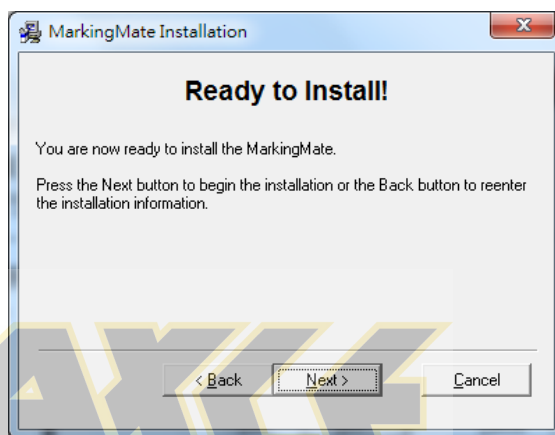 MarkingMate Installation
Ready to Install!
You are now ready to install the MarkingMate.
Press the Next button to begin the installation or the Back button to reenter
the installation information.
< Back Next > Cancel